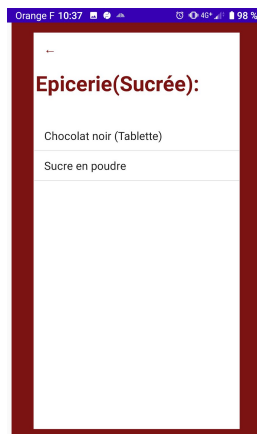 Orange F 10:37 4G+ 98 %
←
Epicerie(Sucrée):
Chocolat noir (Tablette)
Sucre en poudre